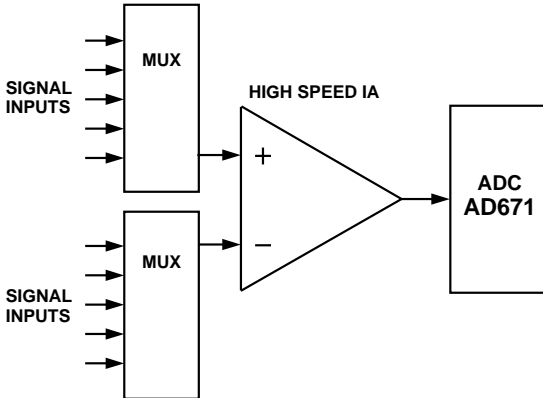 MUX
SIGNAL
INPUTS
HIGH SPEED IA
+
ADC
AD671
–
MUX
SIGNAL
INPUTS